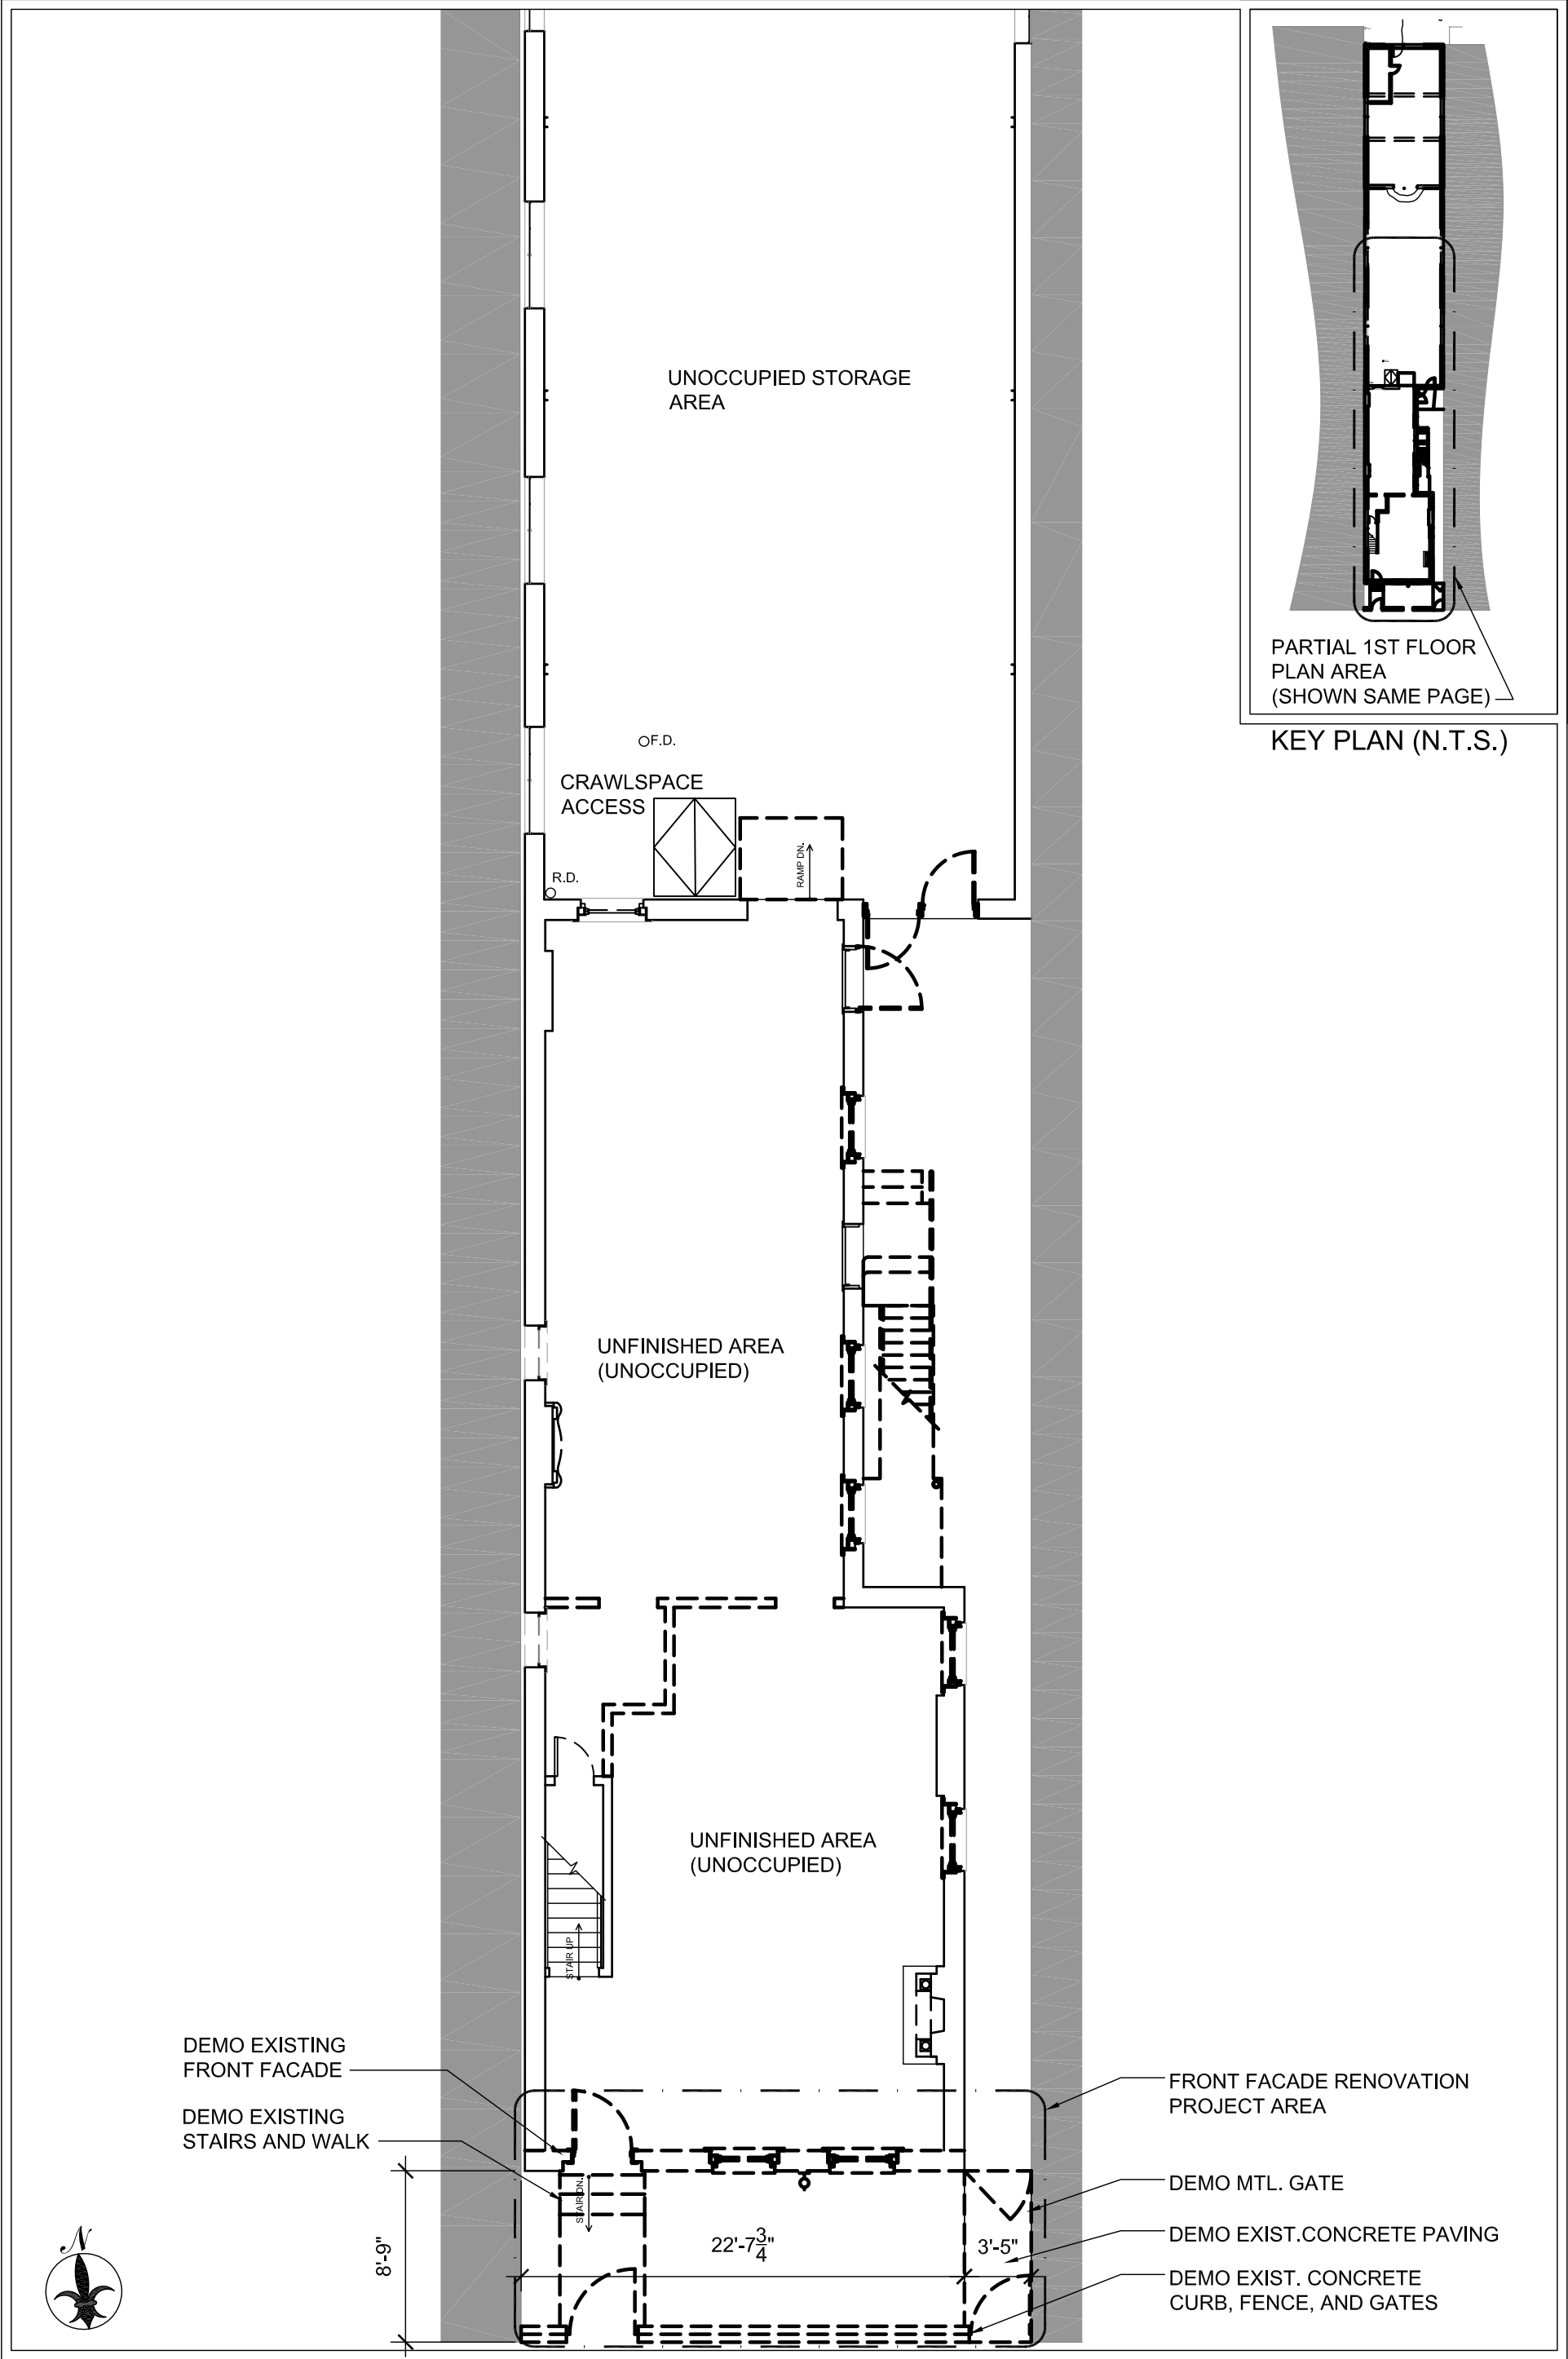 PARTIAL 1ST FLOOR
PLAN AREA
(SHOWN SAME PAGE)
KEY PLAN (N.T.S.)
UNOCCUPIED STORAGE
AREA
F.D.
CRAWLSPACE
ACCESS
RAMP DN.
R.D.
UNFINISHED AREA
(UNOCCUPIED)
UNFINISHED AREA
(UNOCCUPIED)
STAIR UP
DEMO EXISTING
FRONT FACADE
DEMO EXISTING
STAIRS AND WALK
STAIR DN.
FRONT FACADE RENOVATION
PROJECT AREA
DEMO MTL. GATE
DEMO EXIST.CONCRETE PAVING
DEMO EXIST. CONCRETE
CURB, FENCE, AND GATES
22'-7 3/4"
3'-5"
8'-9"
N